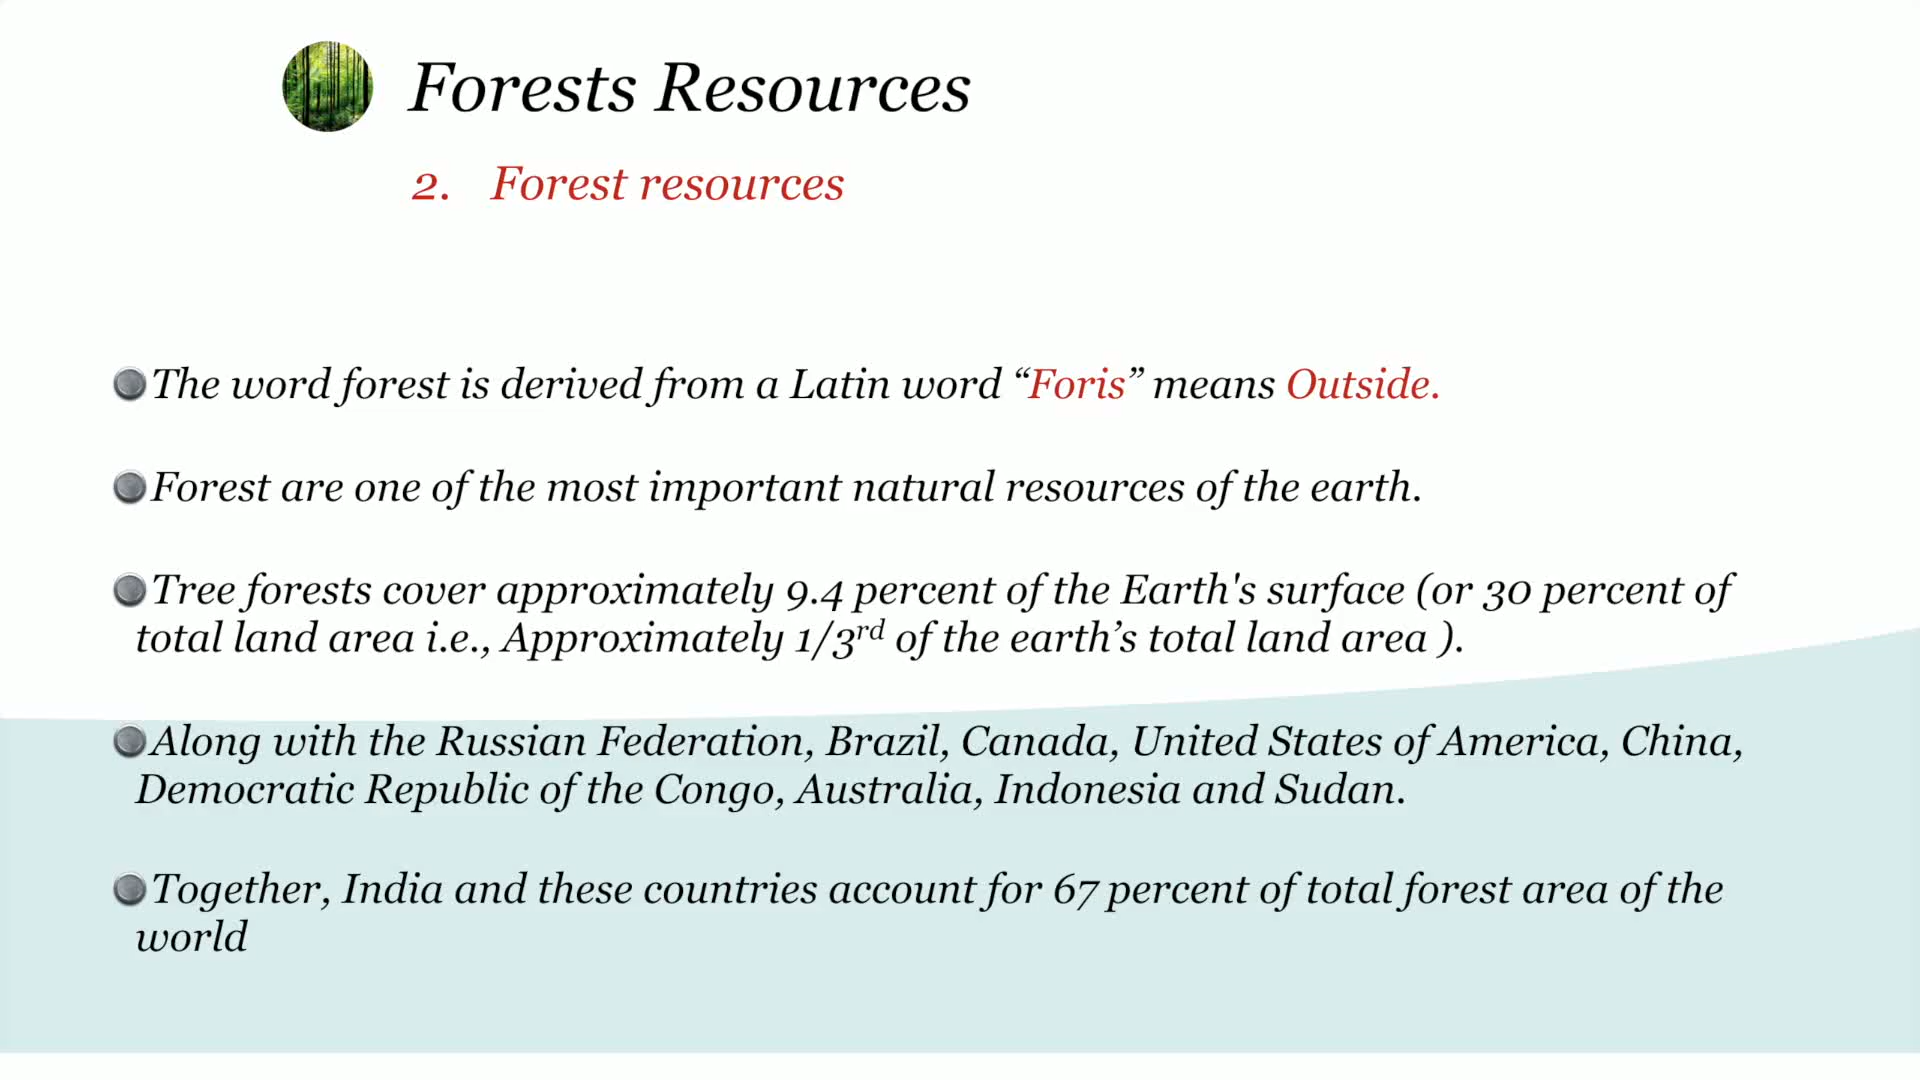 Forests Resources
2. Forest resources
The word forest is derived from a Latin word “Foris” means Outside.
Forest are one of the most important natural resources of the earth.
Tree forests cover approximately 9.4 percent of the Earth's surface (or 30 percent of
total land area i.e., Approximately 1/3rd of the earth’s total land area ).
Along with the Russian Federation, Brazil, Canada, United States of America, China,
Democratic Republic of the Congo, Australia, Indonesia and Sudan.
Together, India and these countries account for 67 percent of total forest area of the
world